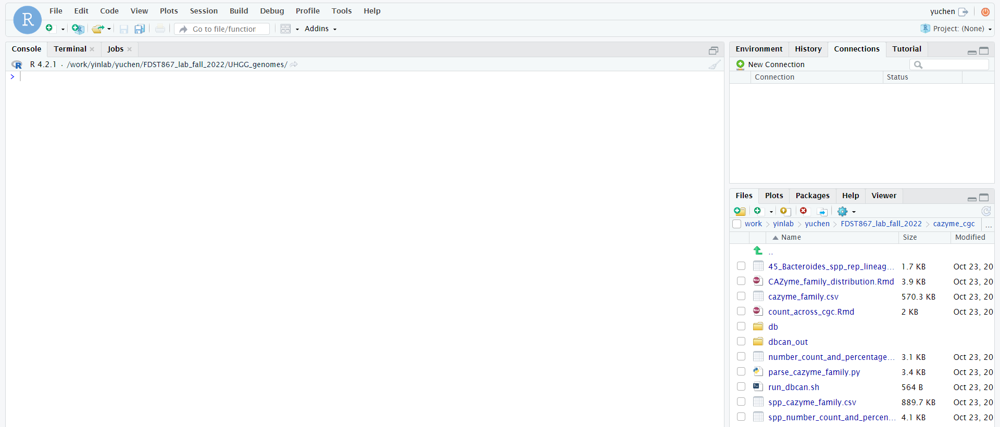 R
File Edit Code View Plots Session Build Debug Profile Tools Help
yuchen
Go to file/function
Addins
Project: (None)
Console Terminal Jobs
R 4.2.1 · /work/yinlab/yuchen/FDST867_lab_fall_2022/UHGG_genomes/
>
Environment History Connections Tutorial
New Connection
Connection Status
Files Plots Packages Help Viewer
work > yinlab > yuchen > FDST867_lab_fall_2022 > cazyme_cgc ...
Name Size Modified
..
45_Bacteroides_spp_rep_lineag... 1.7 KB Oct 23, 20
CAZyme_family_distribution.Rmd 3.9 KB Oct 23, 20
cazyme_family.csv 570.3 KB Oct 23, 20
count_across_cgc.Rmd 2 KB Oct 23, 20
db
dbcan_out
number_count_and_percentage... 3.1 KB Oct 23, 20
parse_cazyme_family.py 3.4 KB Oct 23, 20
run_dbcan.sh 564 B Oct 23, 20
spp_cazyme_family.csv 889.7 KB Oct 23, 20
spp_number_count_and_percen... 4.1 KB Oct 23, 20